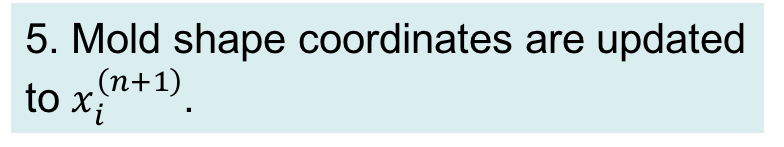 5. Mold shape coordinates are updated
to $x_i^{(n+1)}$.